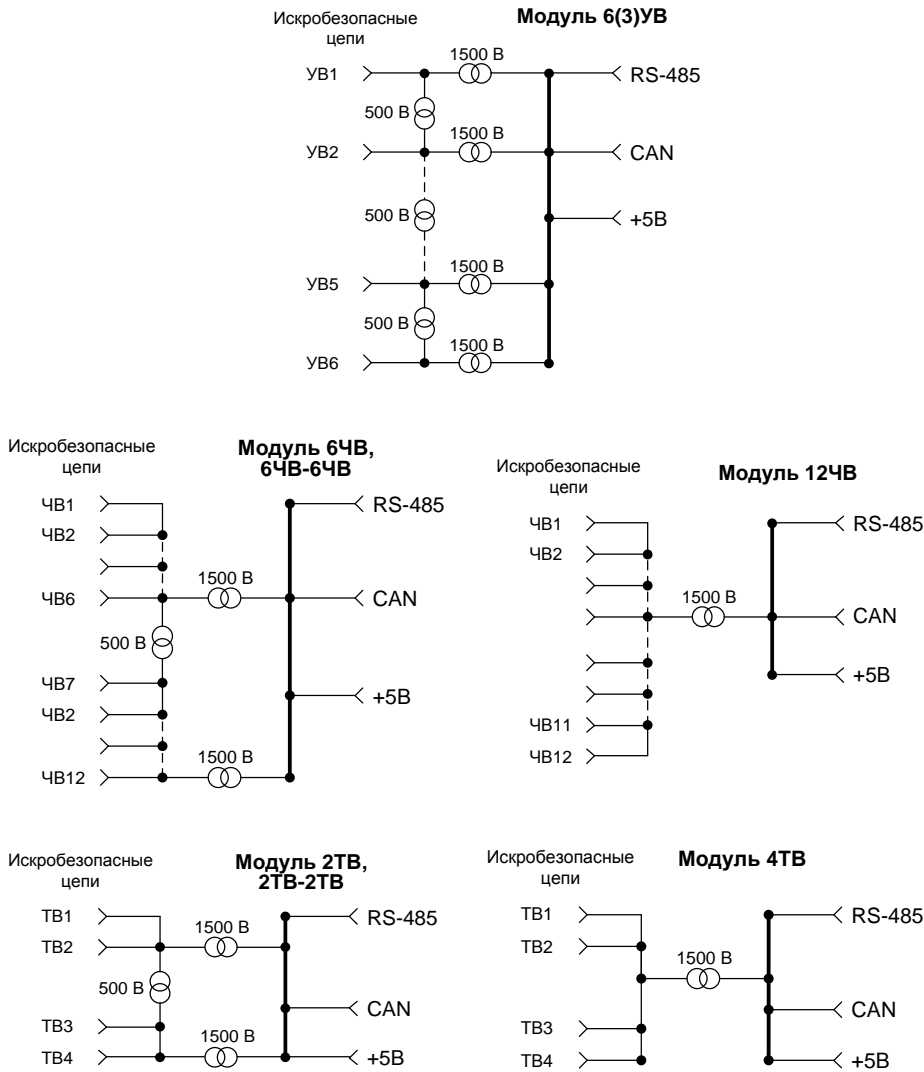 Искробезопасные
цепи
Модуль 6(3)УВ
1500 В
УВ1
RS-485
500 В
1500 В
УВ2
CAN
500 В
+5В
1500 В
УВ5
500 В
1500 В
УВ6
Искробезопасные
цепи
Модуль 6ЧВ,
6ЧВ-6ЧВ
ЧВ1
RS-485
ЧВ2
1500 В
ЧВ6
CAN
500 В
ЧВ7
+5В
ЧВ2
1500 В
ЧВ12
Искробезопасные
цепи
Модуль 12ЧВ
ЧВ1
RS-485
ЧВ2
1500 В
CAN
+5В
ЧВ11
ЧВ12
Искробезопасные
цепи
Модуль 2ТВ,
2ТВ-2ТВ
ТВ1
RS-485
1500 В
ТВ2
500 В
CAN
ТВ3
1500 В
ТВ4
+5В
Искробезопасные
цепи
Модуль 4ТВ
ТВ1
RS-485
ТВ2
1500 В
CAN
ТВ3
ТВ4
+5В